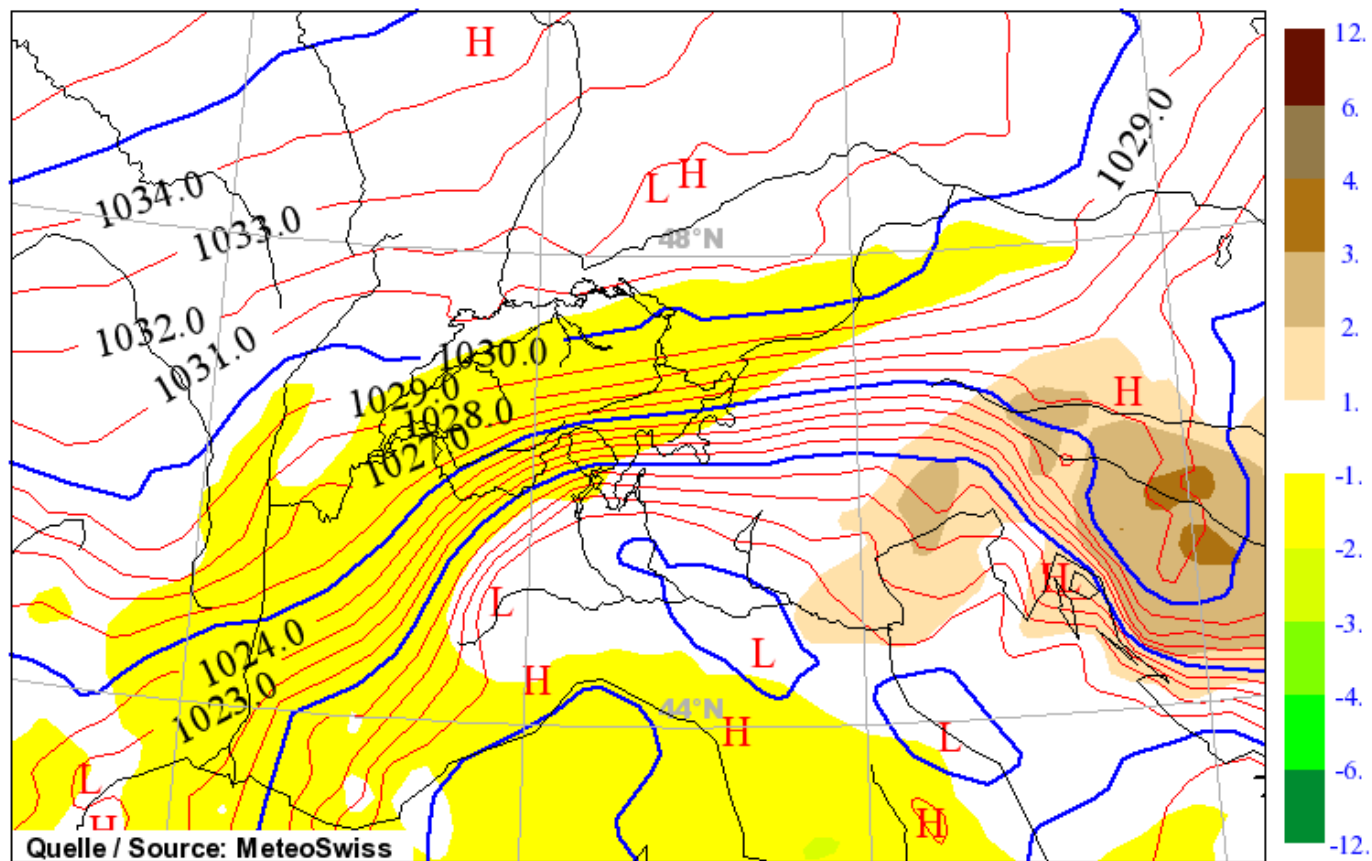 H
12.
6.
1029.0
L H
4.
1034.0
1033.0
48°N
3.
1032.0
1031.0
1030.0
2.
1029.0
H
1.
1028.0
1027.0
-1.
-2.
L
H
-3.
1024.0
L
H
1023.0
44°N
H
L
-4.
L
-6.
H
H
Quelle / Source: MeteoSwiss
-12.